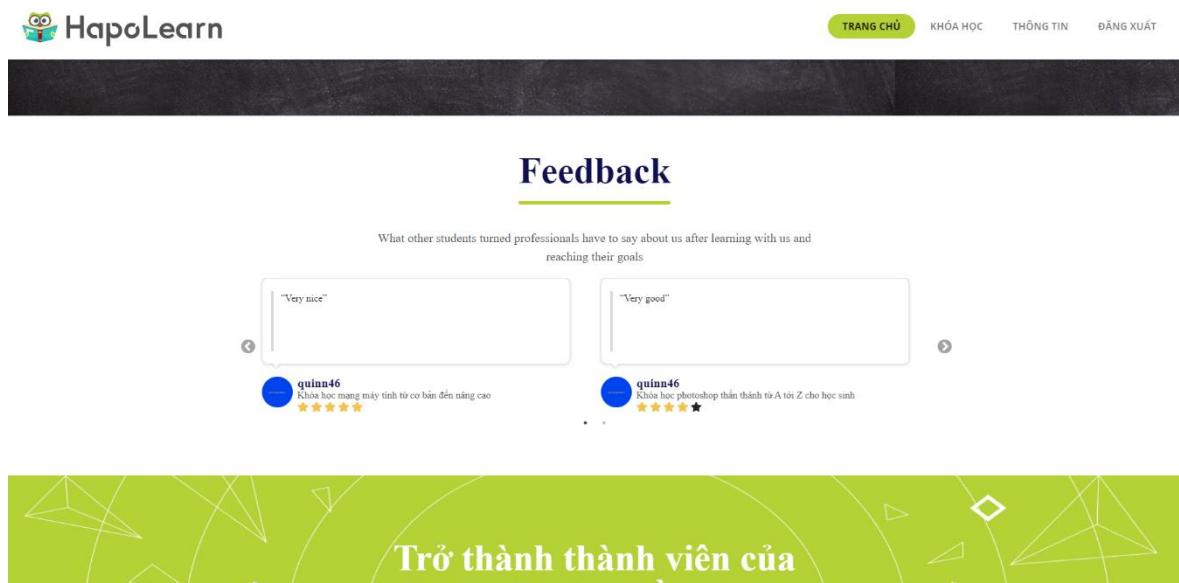 HapoLearn
TRANG CHỦ KHÓA HỌC THÔNG TIN ĐĂNG XUẤT
Feedback
What other students turned professionals have to say about us after learning with us and
reaching their goals
"Very nice"
"Very good"
quinn46
Khóa học mạng máy tính từ cơ bản đến nâng cao
quinn46
Khóa học photoshop thần thánh từ A tới Z cho học sinh
Trở thành thành viên của